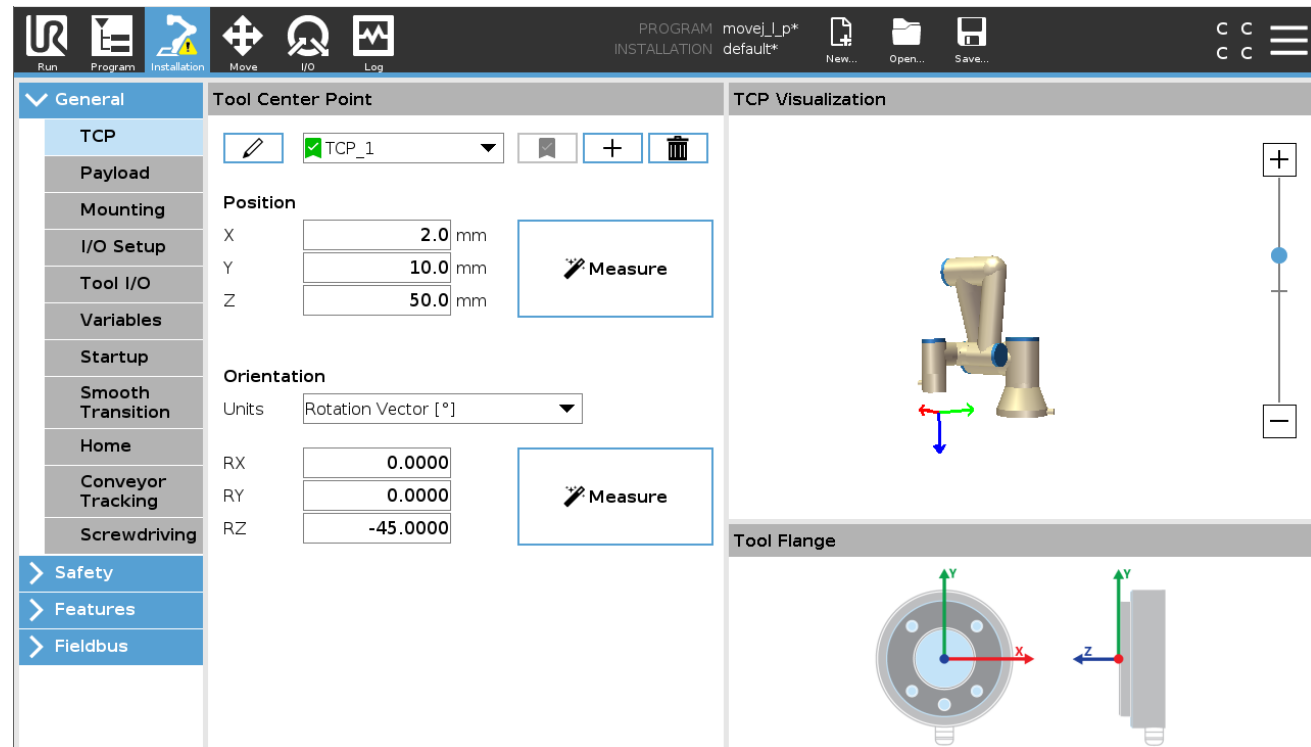 UR
PROGRAM movej_l_p*
INSTALLATION default*
C C
C C
Run Program Installation Move I/O Log New... Open... Save...
General
TCP
Payload
Mounting
I/O Setup
Tool I/O
Variables
Startup
Smooth
Transition
Home
Conveyor
Tracking
Screwdriving
Safety
Features
Fieldbus
Tool Center Point
TCP_1
Position
X 2.0 mm
Y 10.0 mm
Z 50.0 mm
Measure
Orientation
Units Rotation Vector [°]
RX 0.0000
RY 0.0000
RZ -45.0000
Measure
TCP Visualization
Tool Flange
Y
X
Y
Z